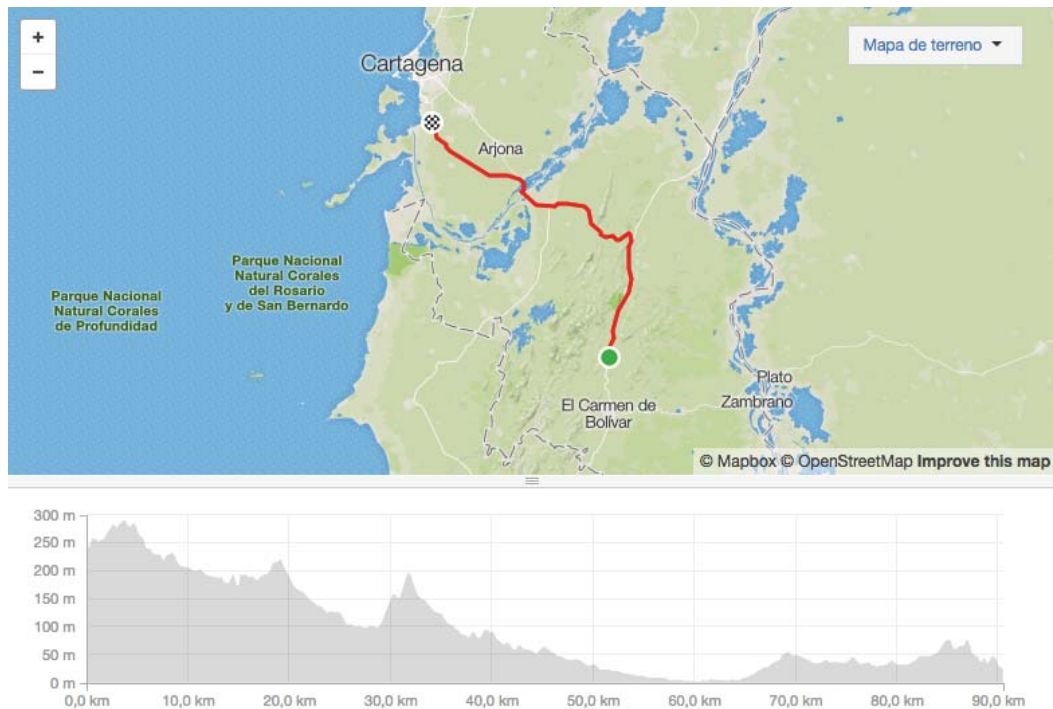 +
−
Mapa de terreno
Cartagena
Arjona
Parque Nacional
Natural Corales
del Rosario
y de San Bernardo
Parque Nacional
Natural Corales
de Profundidad
Plato
Zambrano
El Carmen de
Bolívar
© Mapbox © OpenStreetMap Improve this map
300 m
250 m
200 m
150 m
100 m
50 m
0 m
0,0 km 10,0 km 20,0 km 30,0 km 40,0 km 50,0 km 60,0 km 70,0 km 80,0 km 90,0 km